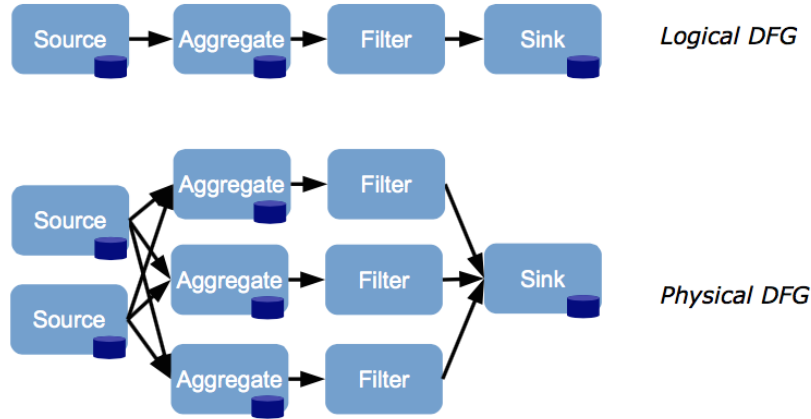 Source Aggregate Filter Sink Logical DFG
Aggregate Filter
Source
Aggregate Filter Sink Physical DFG
Source
Aggregate Filter